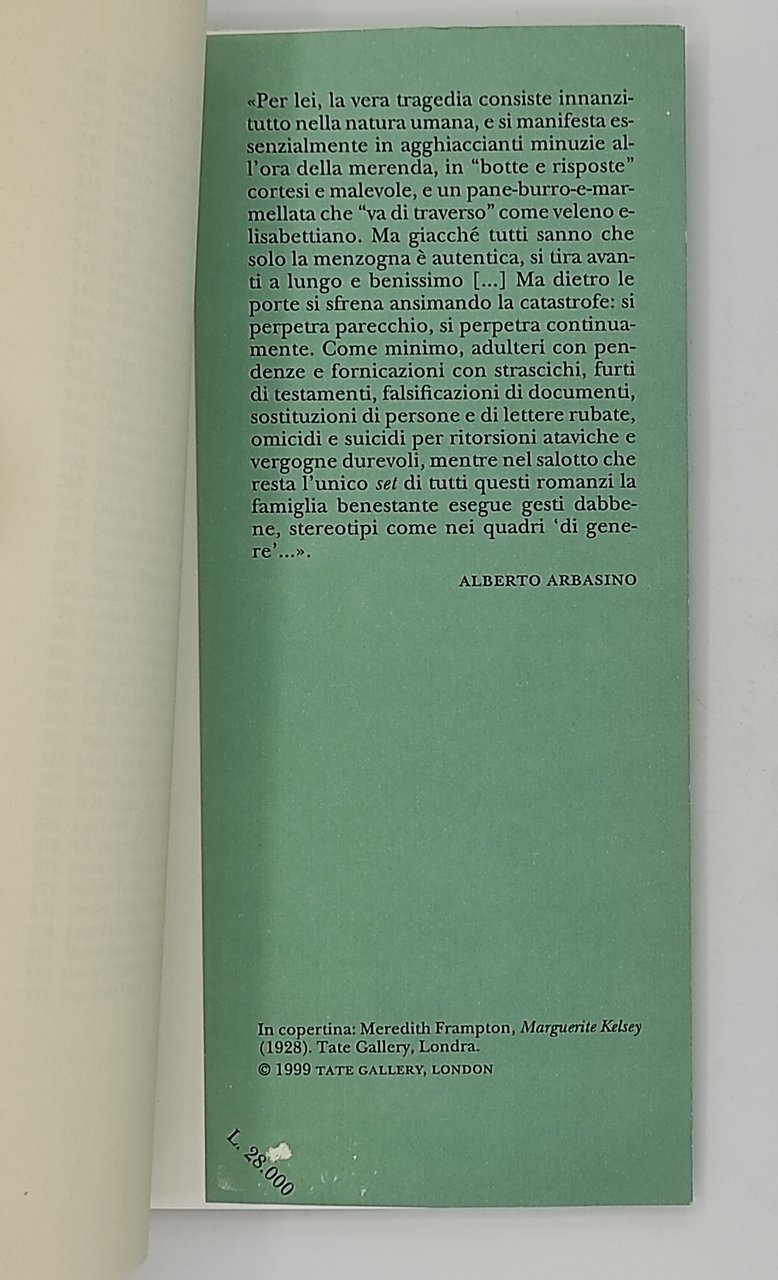 «Per lei, la vera tragedia consiste innanzi-
tutto nella natura umana, e si manifesta es-
senzialmente in agghiaccianti minuzie al-
l'ora della merenda, in “botte e risposte”
cortesi e malevole, e un pane-burro-e-mar-
mellata che “va di traverso” come veleno e-
lisabettiano. Ma giacché tutti sanno che
solo la menzogna è autentica, si tira avan-
ti a lungo e benissimo [...] Ma dietro le
porte si sfrena ansimando la catastrofe: si
perpetra parecchio, si perpetra continua-
mente. Come minimo, adulteri con pen-
denze e fornicazioni con strascichi, furti
di testamenti, falsificazioni di documenti,
sostituzioni di persone e di lettere rubate,
omicidi e suicidi per ritorsioni ataviche e
vergogne durevoli, mentre nel salotto che
resta l'unico set di tutti questi romanzi la
famiglia benestante esegue gesti dabbe-
ne, stereotipi come nei quadri ‘di gene-
re’...».
ALBERTO ARBASINO
In copertina: Meredith Frampton, Marguerite Kelsey
(1928). Tate Gallery, Londra.
© 1999 TATE GALLERY, LONDON
L. 28.000